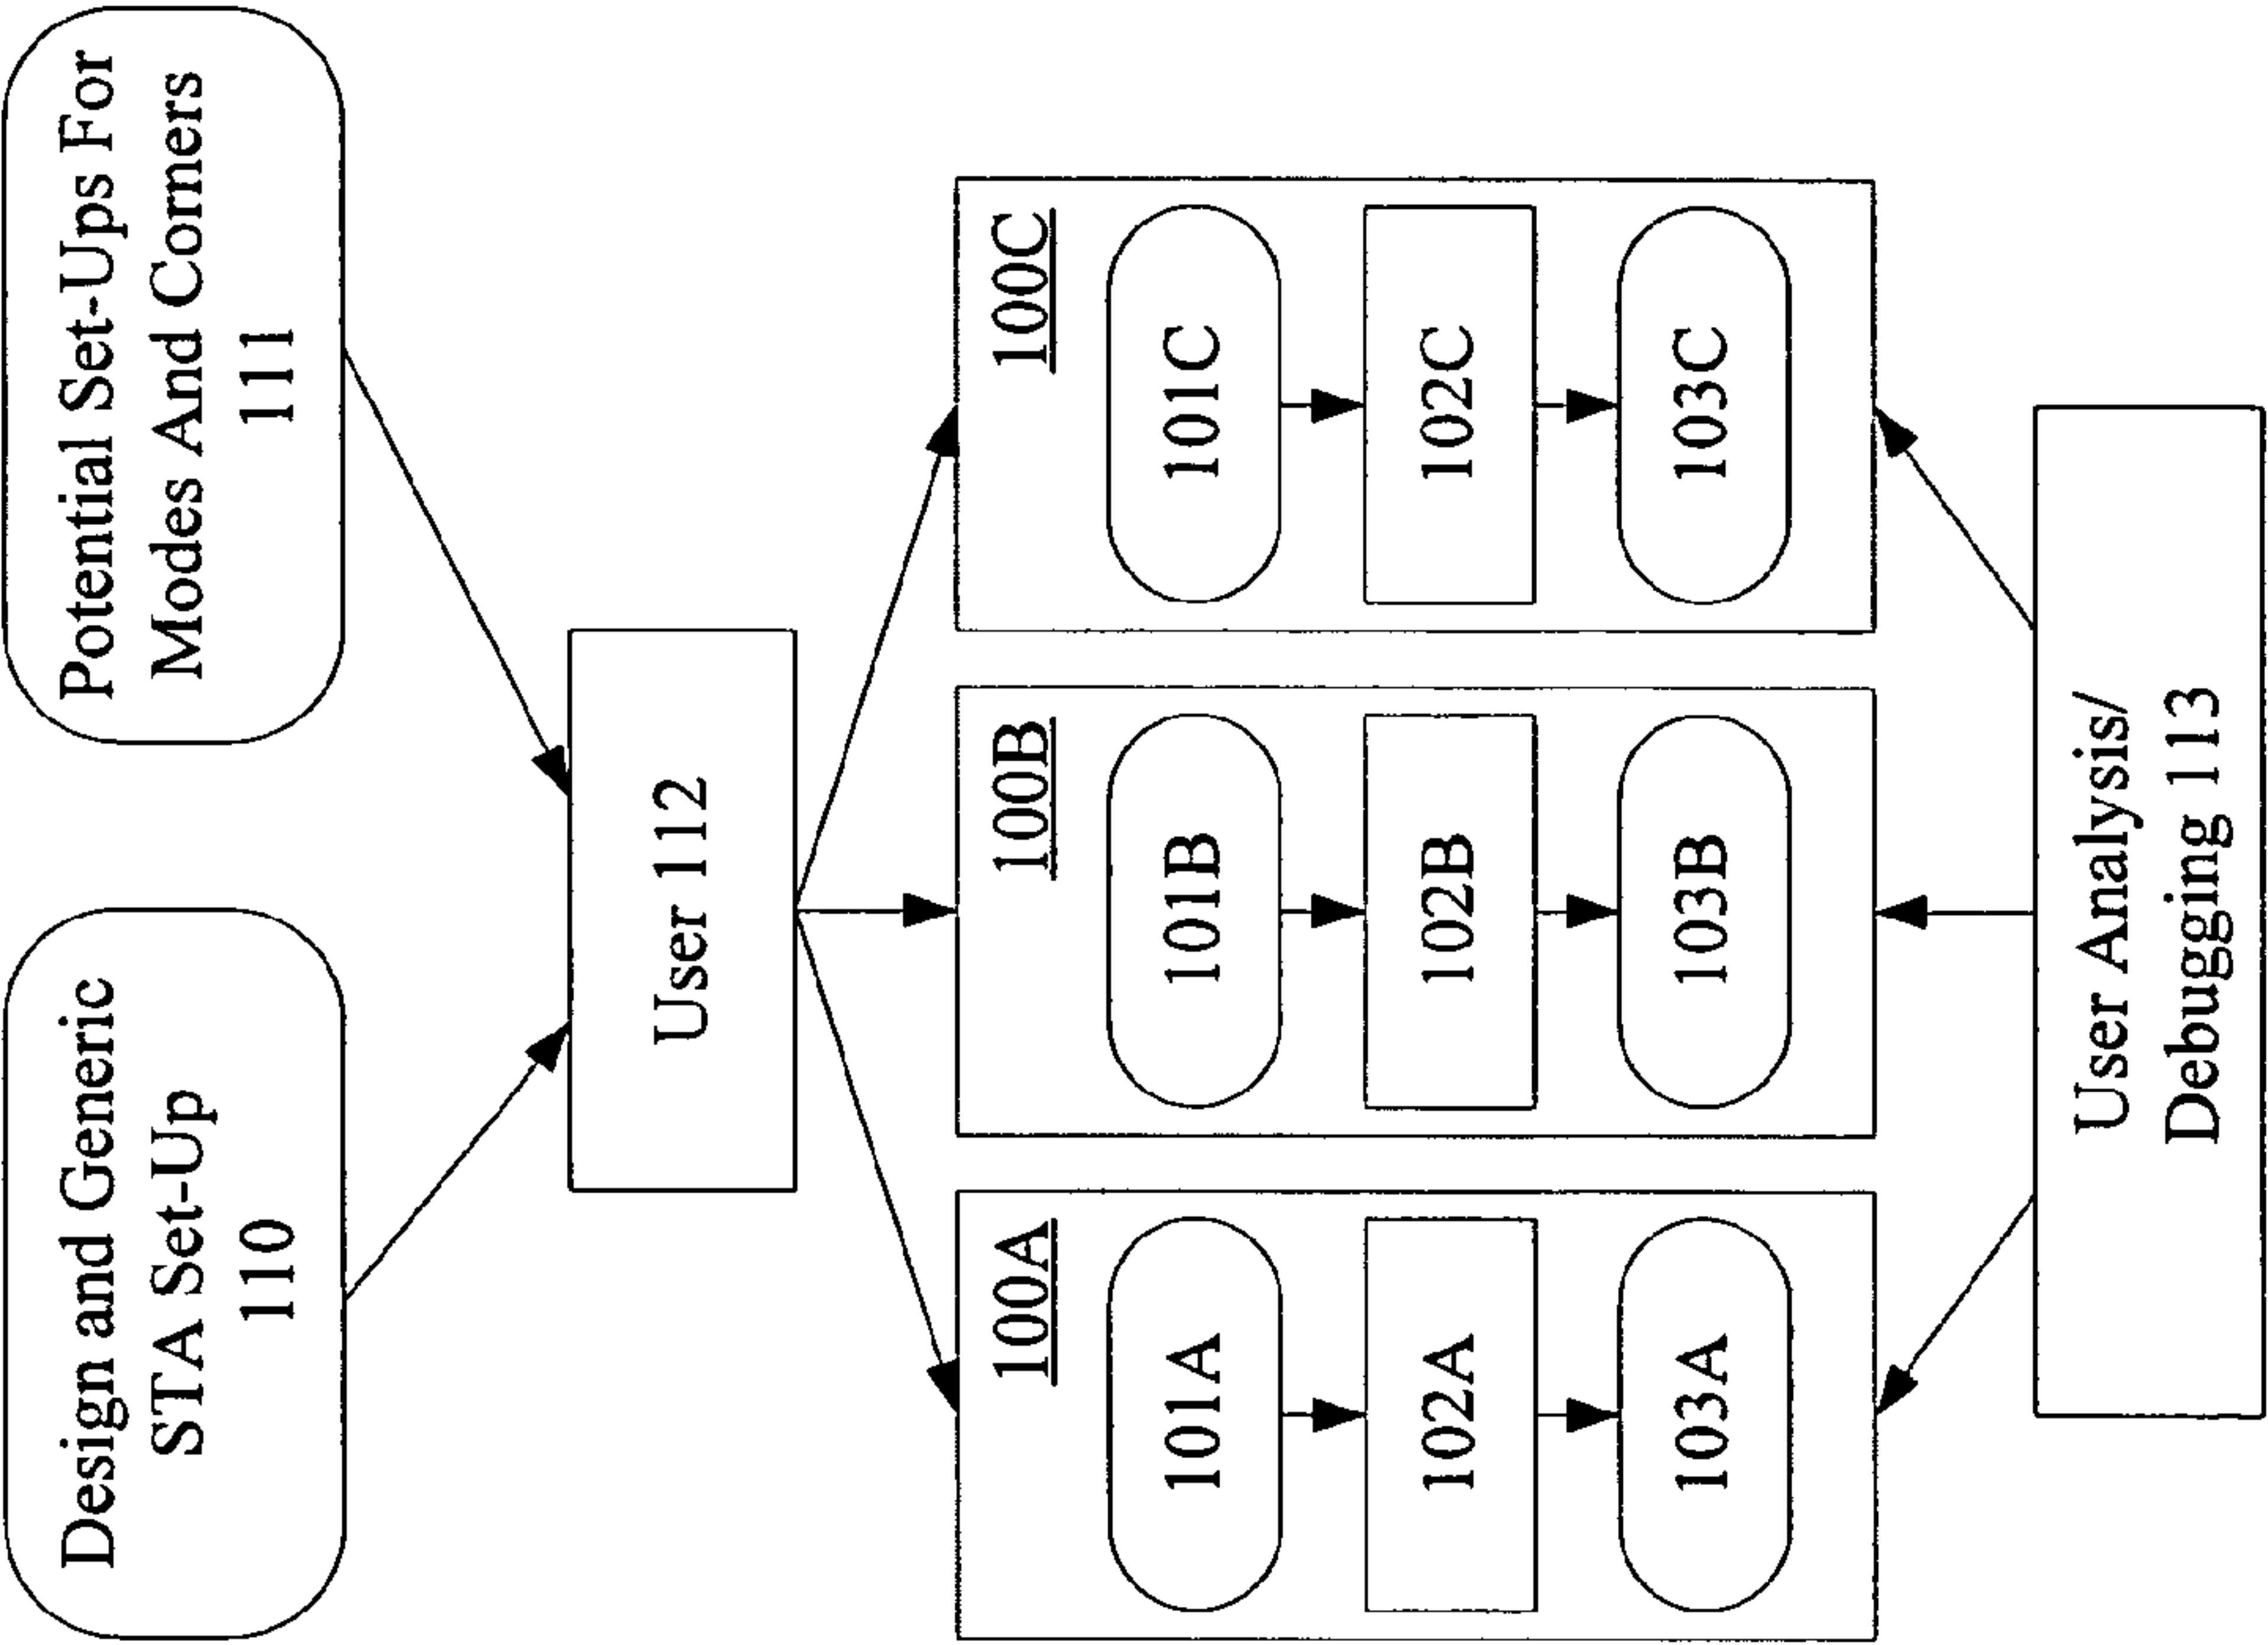 Design and Generic
STA Set-Up
110
Potential Set-Ups For
Modes And Corners
111
User 112
100A
101A
102A
103A
100B
101B
102B
103B
100C
101C
102C
103C
User Analysis/
Debugging 113